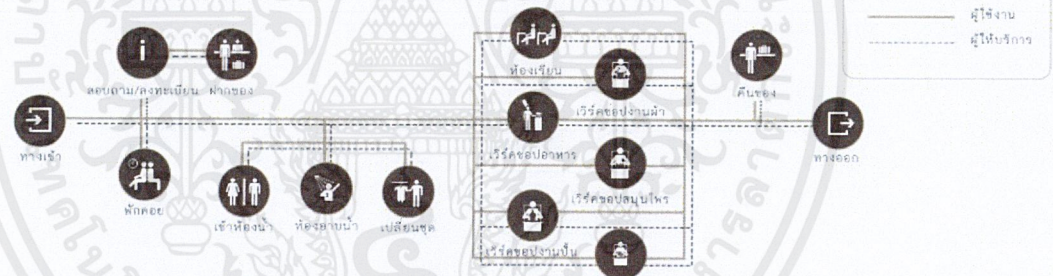 ผู้ใช้งาน
ผู้ให้บริการ
สอบถาม/ลงทะเบียน ฝากของ
ห้องเรียน
คืนของ
เวิร์คชอปงานผ้า
ทางเข้า
เวิร์คชอปอาหาร
ทางออก
พักคอย
เวิร์คชอปสมุนไพร
เข้าห้องน้ำ ห้องอาบน้ำ เปลี่ยนชุด
เวิร์คชอปงานปั้น